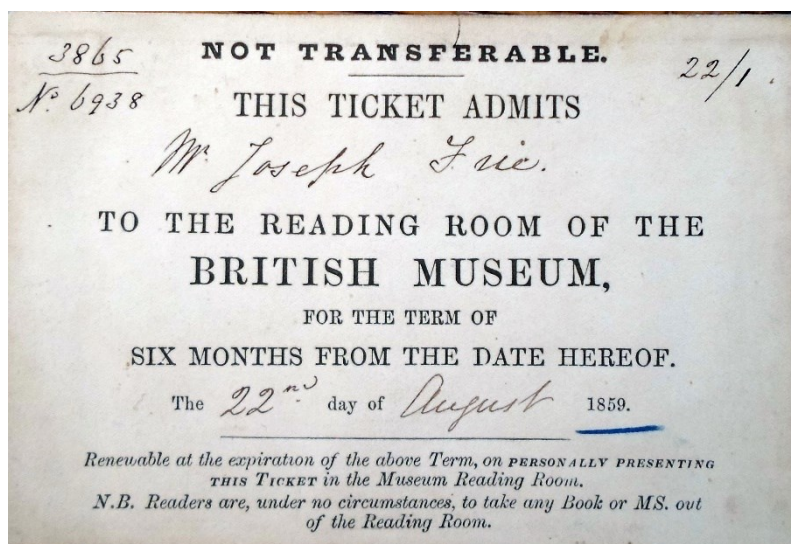 3865
NOT TRANSFERABLE.
22/1.
No 6938
THIS TICKET ADMITS
Mr. Joseph Fric.
TO THE READING ROOM OF THE
BRITISH MUSEUM,
FOR THE TERM OF
SIX MONTHS FROM THE DATE HEREOF.
The 22nd. day of August 1859.
Renewable at the expiration of the above Term, on PERSONALLY PRESENTING
THIS TICKET in the Museum Reading Room.
N.B. Readers are, under no circumstances, to take any Book or MS. out
of the Reading Room.